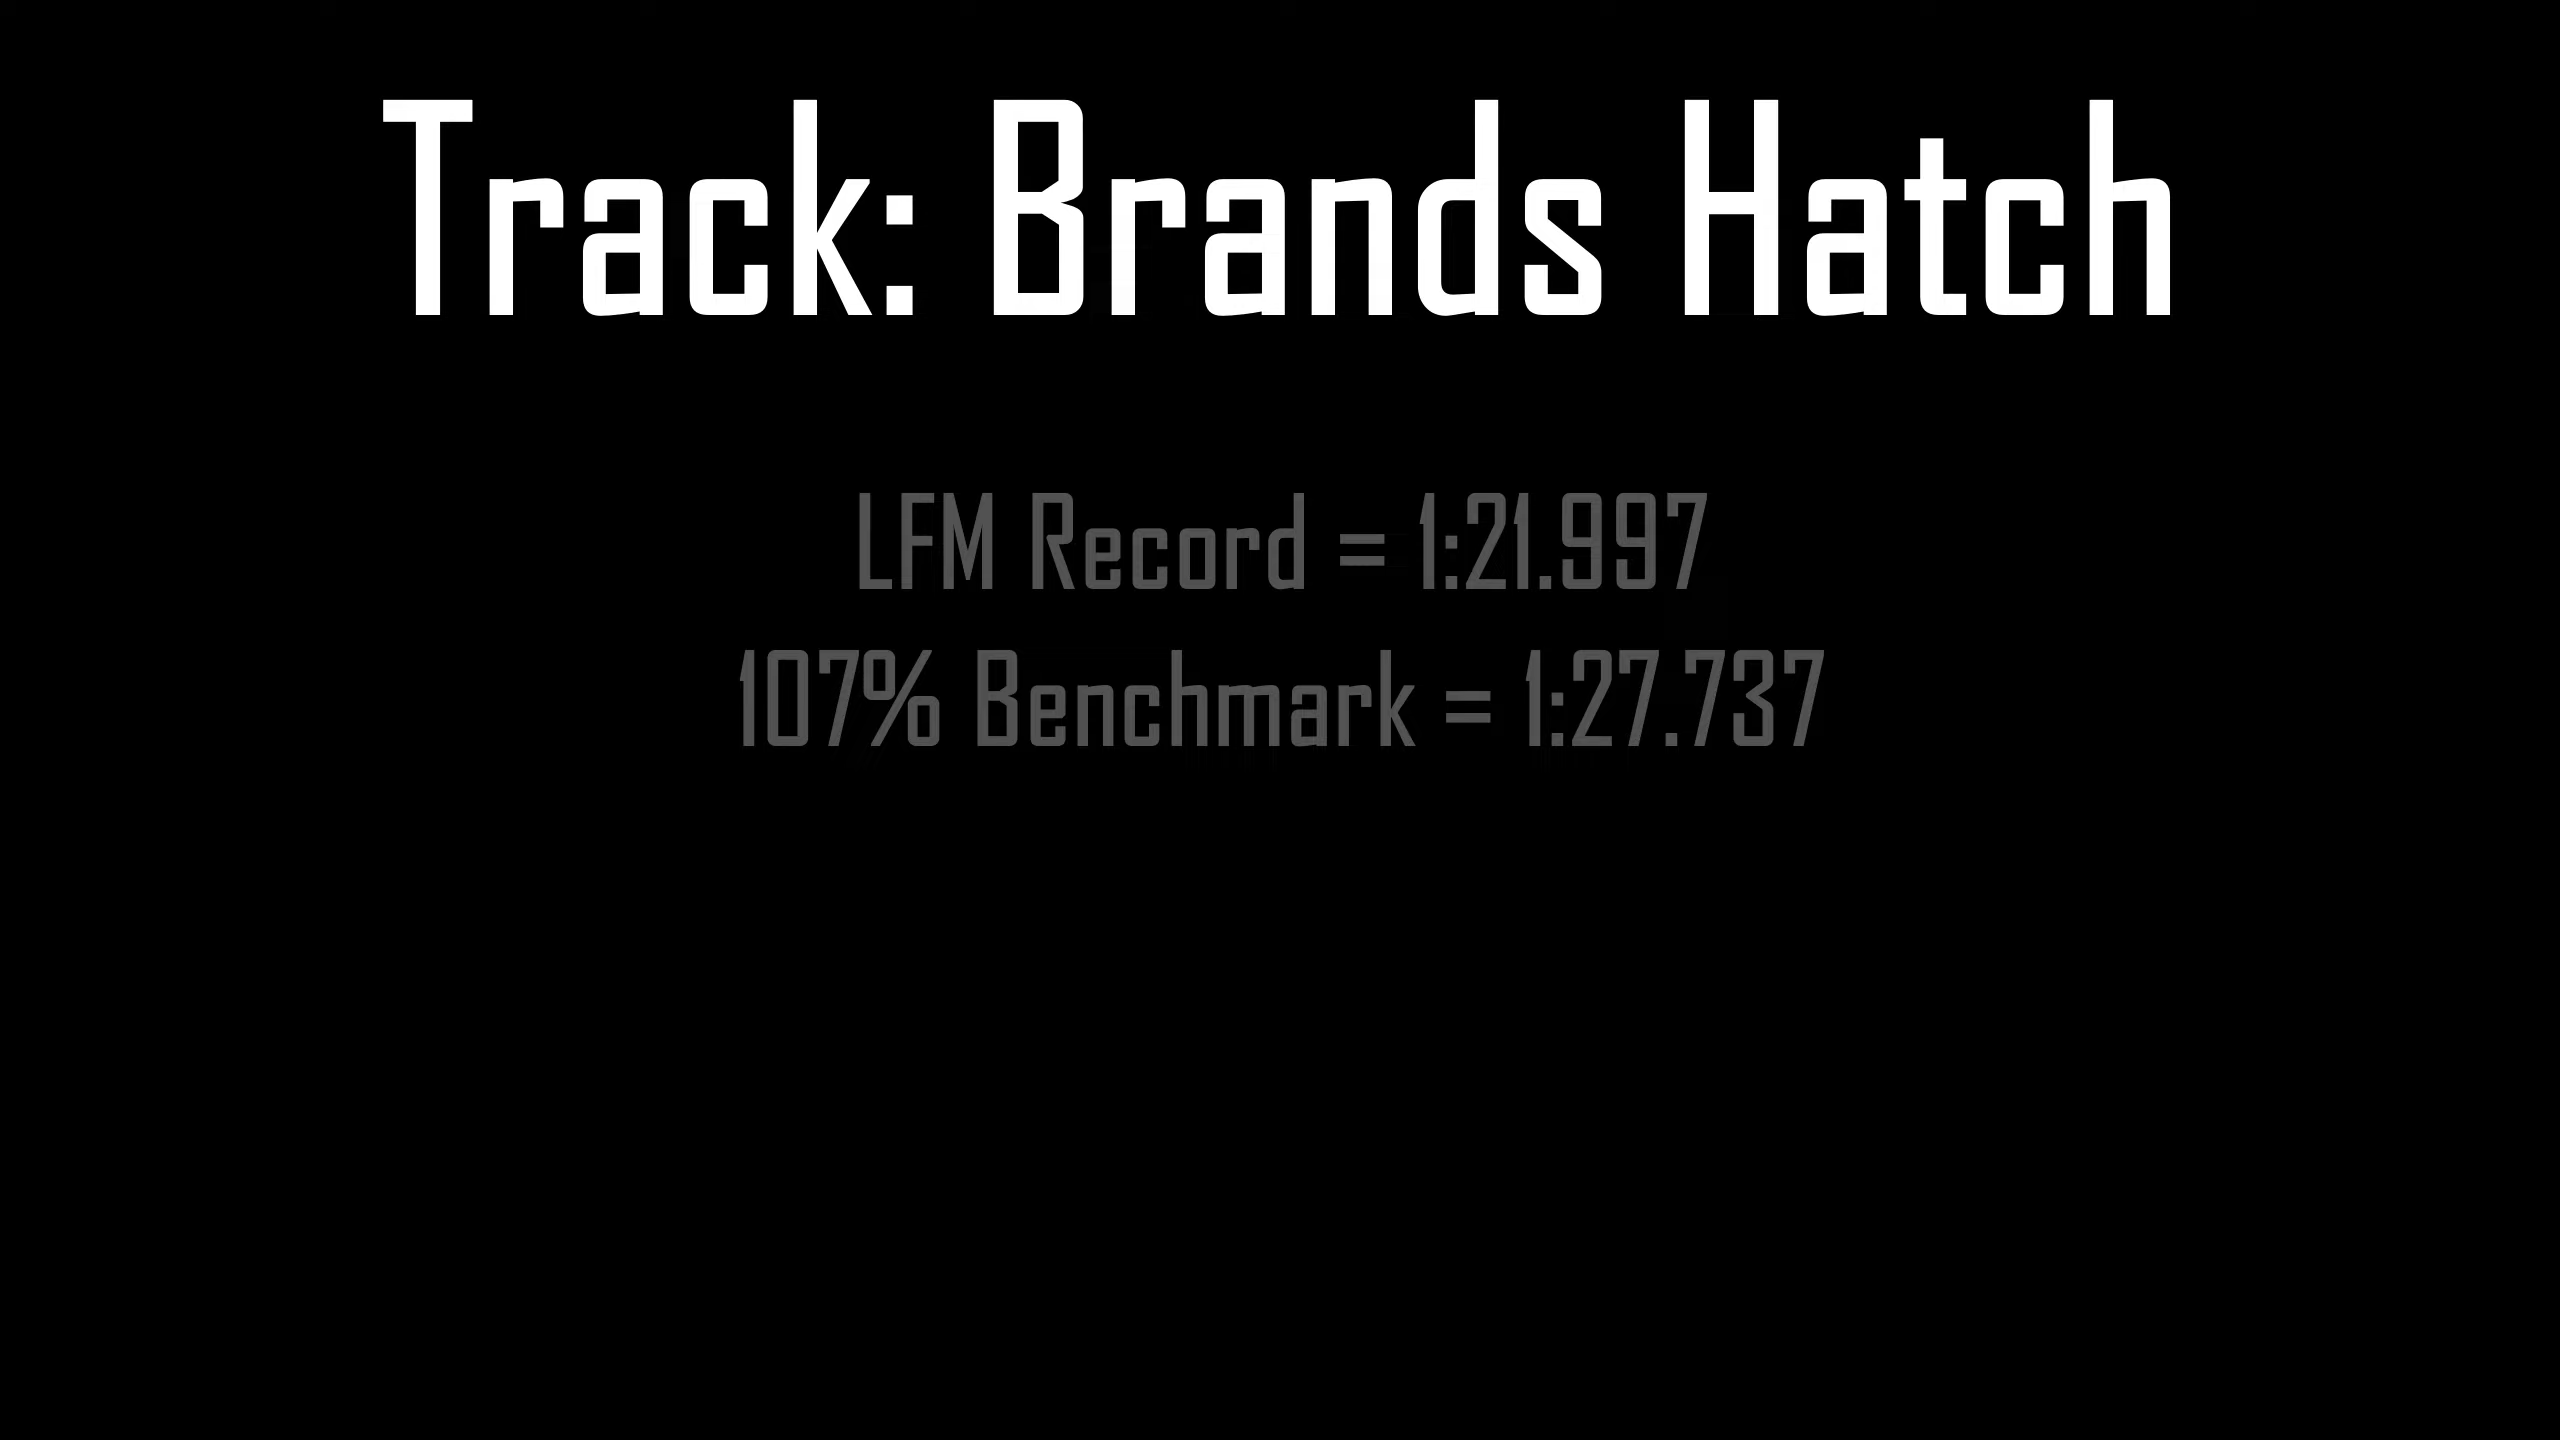 Track: Brands Hatch
LFM Record = 1:21.997
107% Benchmark = 1:27.737